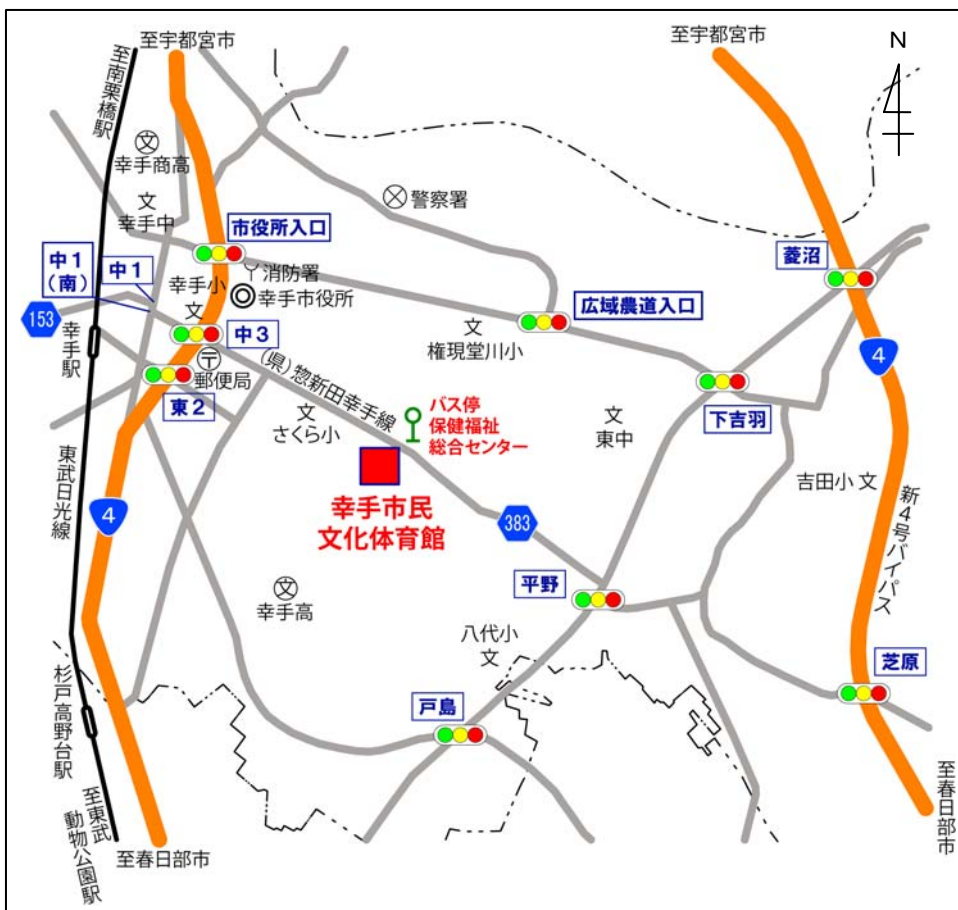 至宇都宮市
至宇都宮市
N
至南栗橋駅
文
幸手商高
文
幸手中
警察署
市役所入口
中1
(南)
中1
消防署
幸手小
文
幸手市役所
菱沼
153
幸手駅
中3
広域農道入口
文
権現堂川小
4
郵便局
東2
(県)惣新田幸手線
バス停
保健福祉
総合センター
文
さくら小
文
東中
下吉羽
東武日光線
吉田小 文
幸手市民
文化体育館
4
383
新4号バイパス
文
幸手高
平野
八代小
文
芝原
杉戸高野台駅
戸島
至東武
動物公園駅
至春日部市
至春日部市